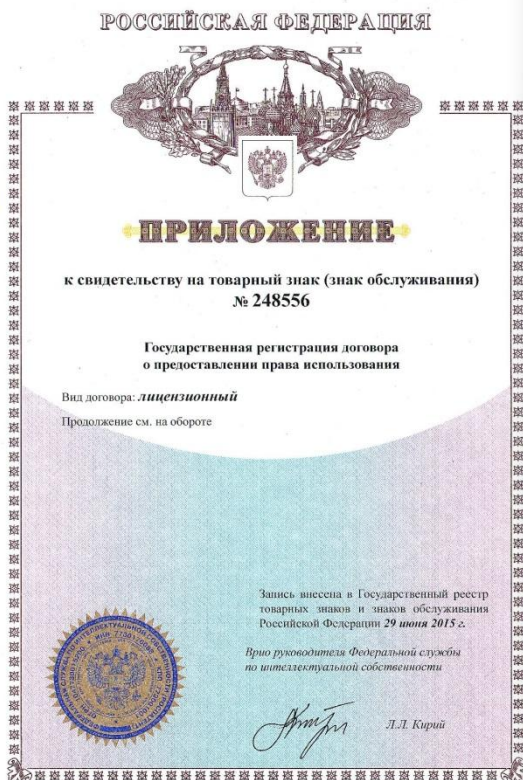 РОССИЙСКАЯ ФЕДЕРАЦИЯ
ПРИЛОЖЕНИЕ
к свидетельству на товарный знак (знак обслуживания)
№ 248556
Государственная регистрация договора
о предоставлении права использования
Вид договора: лицензионный
Продолжение см. на обороте
Запись внесена в Государственный реестр
товарных знаков и знаков обслуживания
Российской Федерации 29 июня 2015 г.
Врио руководителя Федеральной службы
по интеллектуальной собственности
Л.Л. Кирий